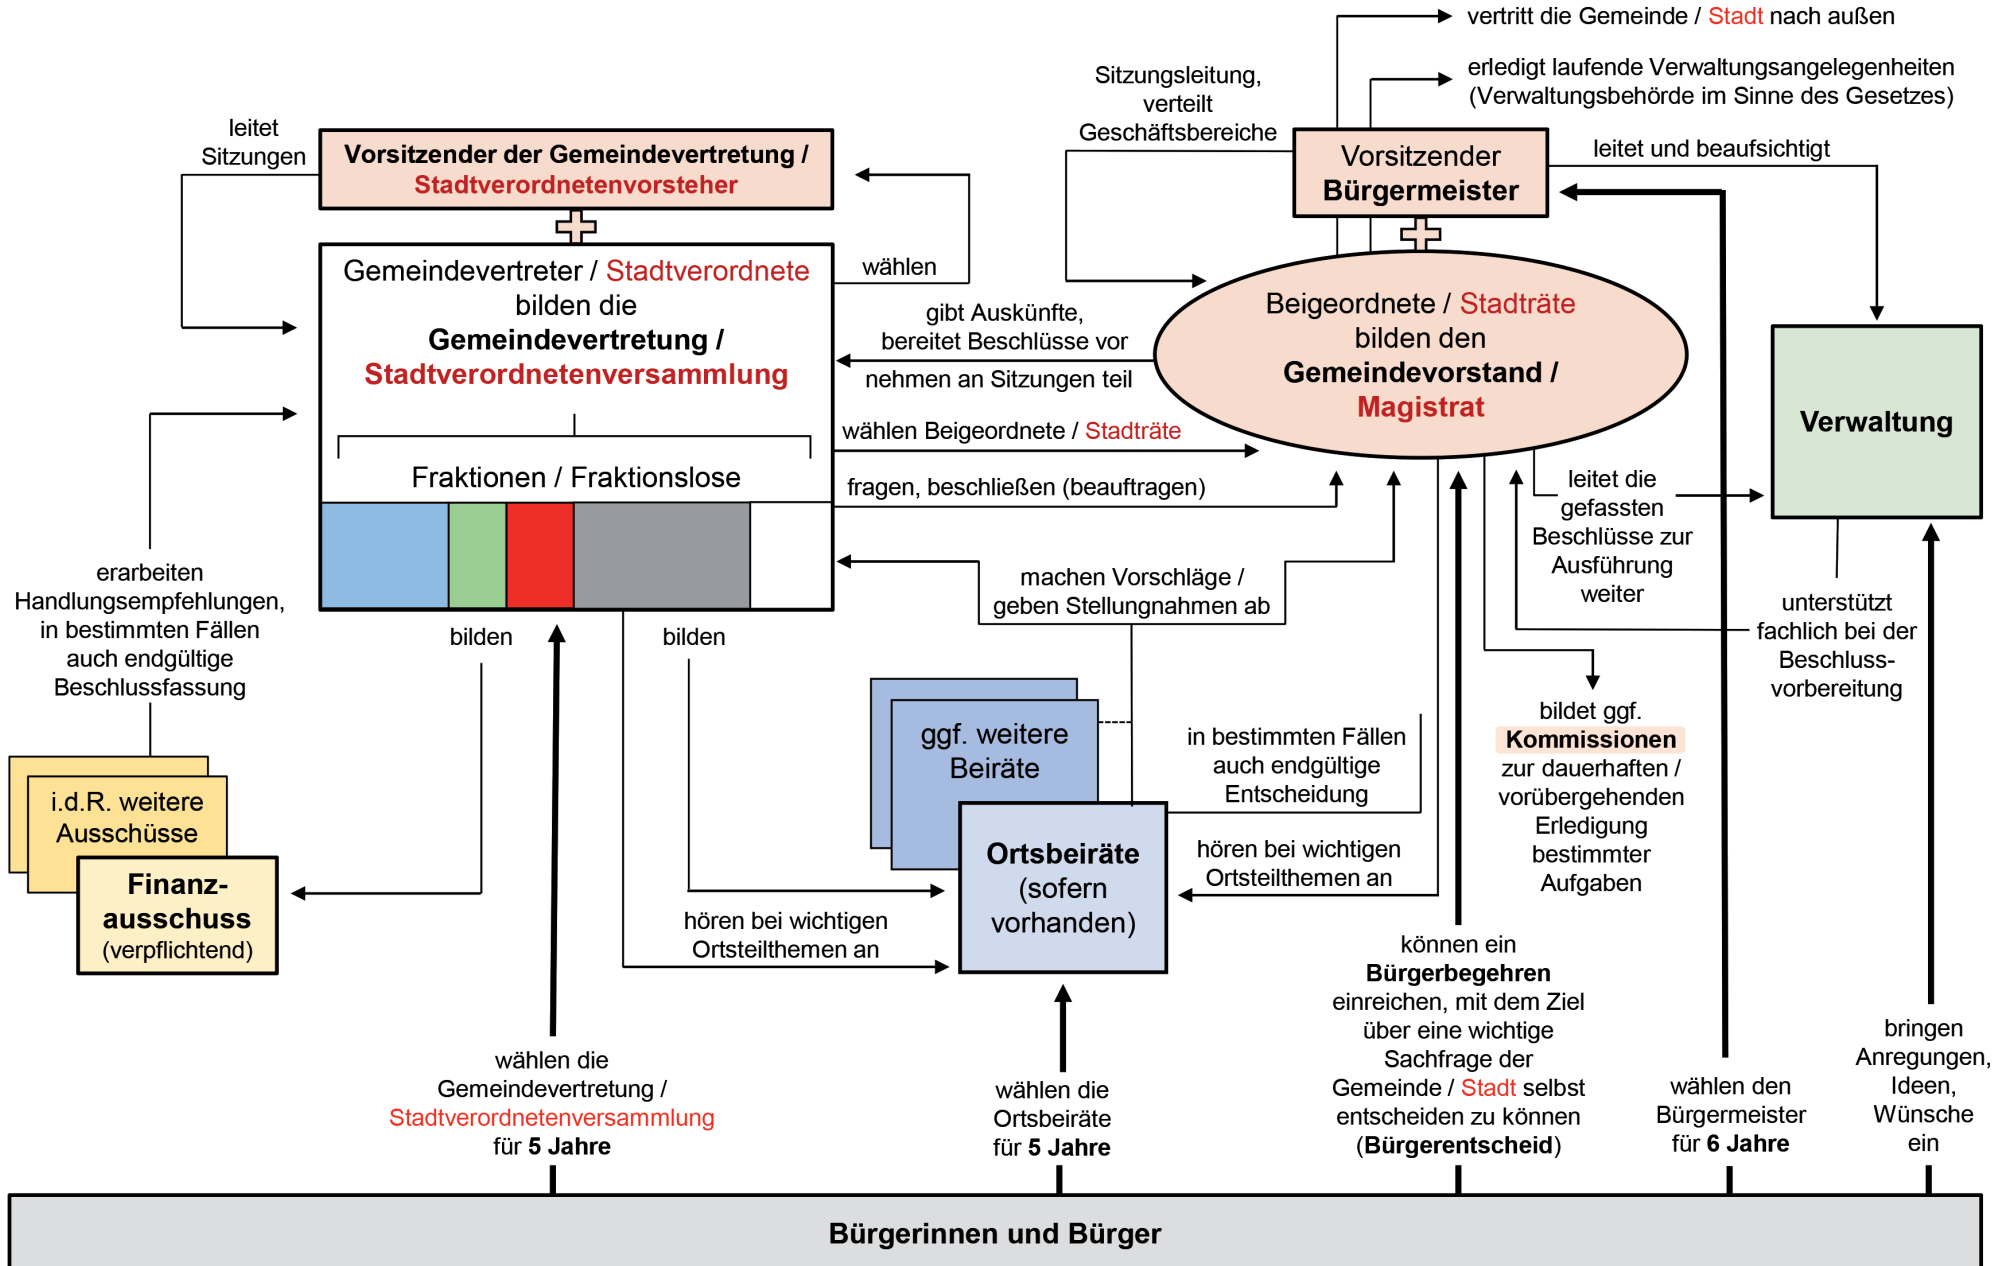 vertritt die Gemeinde / Stadt nach außen
erledigt laufende Verwaltungsangelegenheiten
(Verwaltungsbehörde im Sinne des Gesetzes)
Sitzungsleitung,
verteilt
Geschäftsbereiche
leitet
Sitzungen
Vorsitzender der Gemeindevertretung /
Stadtverordnetenvorsteher
Vorsitzender
Bürgermeister
leitet und beaufsichtigt
Gemeindevertreter / Stadtverordnete
bilden die
Gemeindevertretung /
Stadtverordnetenversammlung
wählen
gibt Auskünfte,
bereitet Beschlüsse vor
nehmen an Sitzungen teil
Beigeordnete / Stadträte
bilden den
Gemeindevorstand /
Magistrat
Verwaltung
wählen Beigeordnete / Stadträte
Fraktionen / Fraktionslose
fragen, beschließen (beauftragen)
leitet die
gefassten
Beschlüsse zur
Ausführung
weiter
erarbeiten
Handlungsempfehlungen,
in bestimmten Fällen
auch endgültige
Beschlussfassung
machen Vorschläge /
geben Stellungnahmen ab
unterstützt
fachlich bei der
Beschluss-
vorbereitung
bilden
bilden
bildet ggf.
Kommissionen
zur dauerhaften /
vorübergehenden
Erledigung
bestimmter
Aufgaben
ggf. weitere
Beiräte
in bestimmten Fällen
auch endgültige
Entscheidung
i.d.R. weitere
Ausschüsse
Finanz-
ausschuss
(verpflichtend)
Ortsbeiräte
(sofern
vorhanden)
hören bei wichtigen
Ortsteilthemen an
hören bei wichtigen
Ortsteilthemen an
wählen die
Gemeindevertretung /
Stadtverordnetenversammlung
für 5 Jahre
wählen die
Ortsbeiräte
für 5 Jahre
können ein
Bürgerbegehren
einreichen, mit dem Ziel
über eine wichtige
Sachfrage der
Gemeinde / Stadt selbst
entscheiden zu können
(Bürgerentscheid)
wählen den
Bürgermeister
für 6 Jahre
bringen
Anregungen,
Ideen,
Wünsche
ein
Bürgerinnen und Bürger